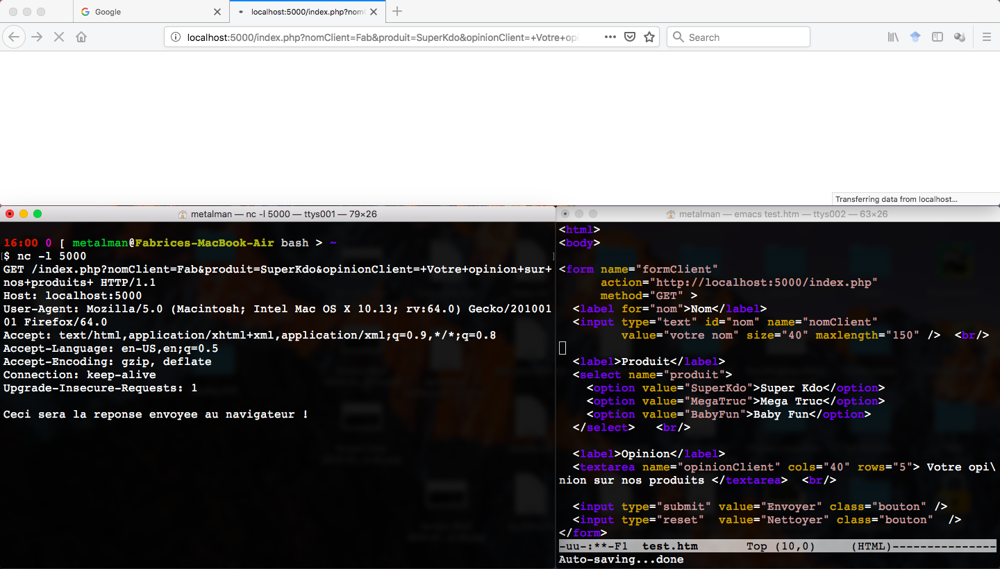 Google
localhost:5000/index.php?nomC
localhost:5000/index.php?nomClient=Fab&produit=SuperKdo&opinionClient=+Votre+opi
Search
Transferring data from localhost...
metalman — nc -l 5000 — ttys001 — 79×26
16:00 0 [ metalman@Fabrices-MacBook-Air bash > ~
$ nc -l 5000
GET /index.php?nomClient=Fab&produit=SuperKdo&opinionClient=+Votre+opinion+sur+
nos+produits+ HTTP/1.1
Host: localhost:5000
User-Agent: Mozilla/5.0 (Macintosh; Intel Mac OS X 10.13; rv:64.0) Gecko/201001
01 Firefox/64.0
Accept: text/html,application/xhtml+xml,application/xml;q=0.9,*/*;q=0.8
Accept-Language: en-US,en;q=0.5
Accept-Encoding: gzip, deflate
Connection: keep-alive
Upgrade-Insecure-Requests: 1
Ceci sera la reponse envoyee au navigateur !
metalman — emacs test.htm — ttys002 — 63×26
<html>
<body>
<form name="formClient"
action="http://localhost:5000/index.php"
method="GET" >
<label for="nom">Nom</label>
<input type="text" id="nom" name="nomClient"
value="votre nom" size="40" maxlength="150" /> <br/>
<label>Produit</label>
<select name="produit">
<option value="SuperKdo">Super Kdo</option>
<option value="MegaTruc">Mega Truc</option>
<option value="BabyFun">Baby Fun</option>
</select> <br/>
<label>Opinion</label>
<textarea name="opinionClient" cols="40" rows="5"> Votre opi\
nion sur nos produits </textarea> <br/>
<input type="submit" value="Envoyer" class="bouton" />
<input type="reset" value="Nettoyer" class="bouton" />
</form>
-uu-:**-F1 test.htm Top (10,0) (HTML)---------------
Auto-saving...done